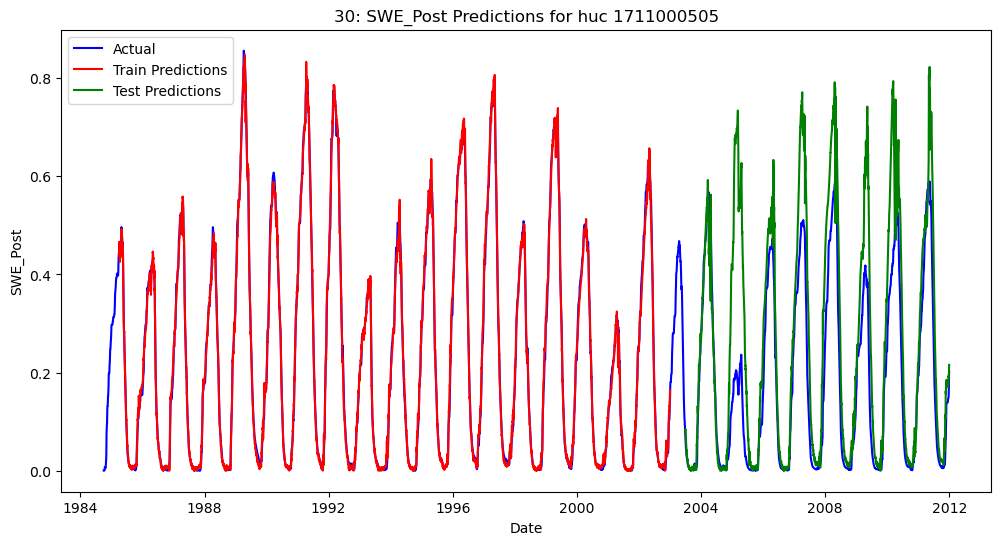 30: SWE_Post Predictions for huc 1711000505
Actual
Train Predictions
Test Predictions
SWE_Post
0.8
0.6
0.4
0.2
0.0
1984 1988 1992 1996 2000 2004 2008 2012
Date